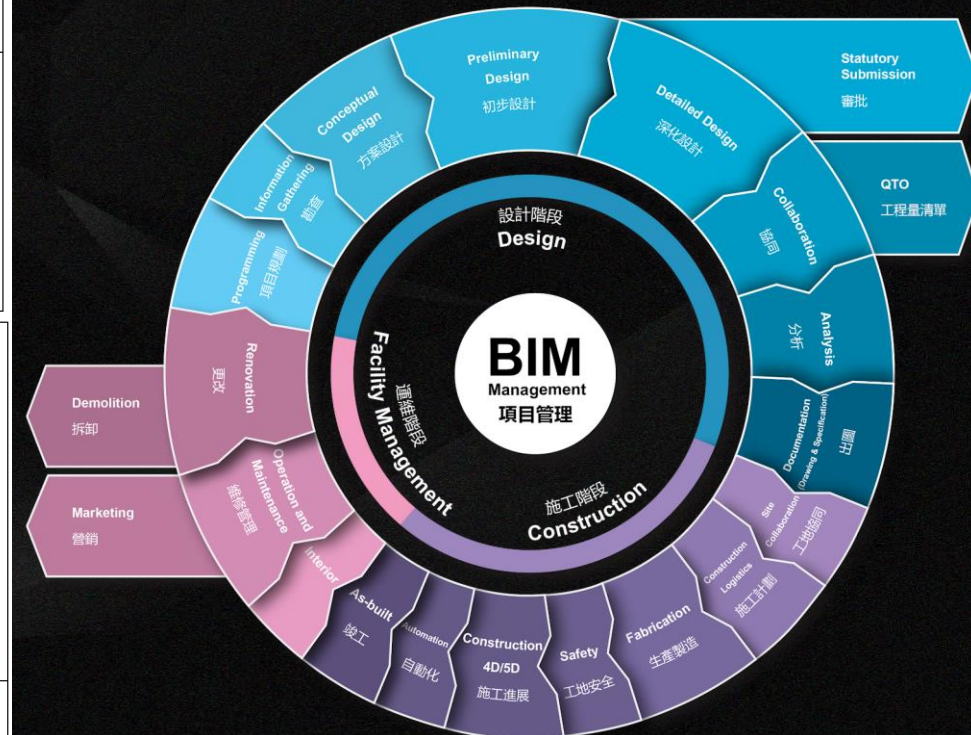 BIM
Management
項目管理
設計階段
Design
施工階段
Construction
運維階段
Facility Management
Programming
項目規劃
Information
Gathering
勘查
Conceptual
Design
方案設計
Preliminary
Design
初步設計
Detailed Design
深化設計
Statutory
Submission
審批
Collaboration
協同
QTO
工程量清單
Analysis
分析
Documentation
(Drawing & Specification)
圖出
Site
Collaboration
工地協同
Construction
Logistics
施工計劃
Fabrication
生產製造
Safety
工地安全
Construction
4D/5D
施工進展
Automation
自動化
As-built
竣工
Interior
Operation and
Maintenance
維修管理
Marketing
營銷
Renovation
更改
Demolition
拆卸